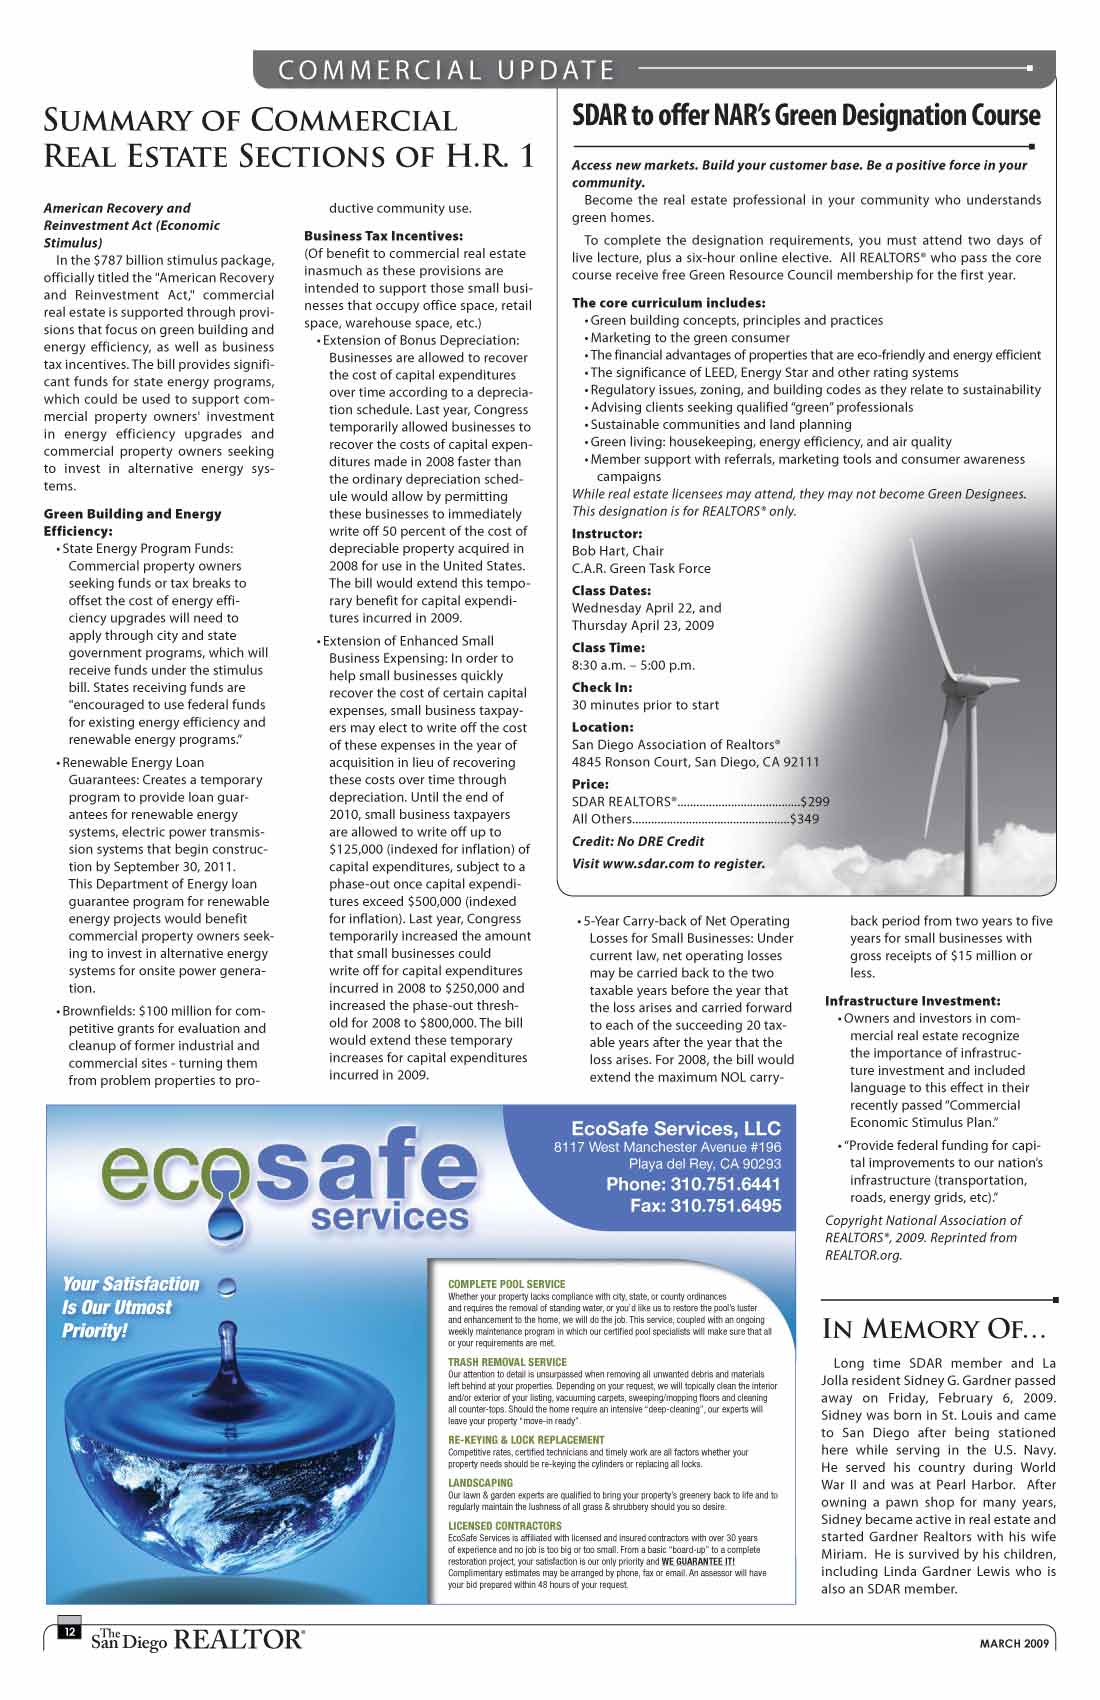 COMMERCIAL UPDATE
SUMMARY OF COMMERCIAL
REAL ESTATE SECTIONS OF H.R. 1
American Recovery and
Reinvestment Act (Economic
Stimulus)
In the $787 billion stimulus package,
officially titled the "American Recovery
and Reinvestment Act," commercial
real estate is supported through provi-
sions that focus on green building and
energy efficiency, as well as business
tax incentives. The bill provides signifi-
cant funds for state energy programs,
which could be used to support com-
mercial property owners' investment
in energy efficiency upgrades and
commercial property owners seeking
to invest in alternative energy sys-
tems.
Green Building and Energy
Efficiency:
• State Energy Program Funds:
Commercial property owners
seeking funds or tax breaks to
offset the cost of energy effi-
ciency upgrades will need to
apply through city and state
government programs, which will
receive funds under the stimulus
bill. States receiving funds are
"encouraged to use federal funds
for existing energy efficiency and
renewable energy programs."
• Renewable Energy Loan
Guarantees: Creates a temporary
program to provide loan guar-
antees for renewable energy
systems, electric power transmis-
sion systems that begin construc-
tion by September 30, 2011.
This Department of Energy loan
guarantee program for renewable
energy projects would benefit
commercial property owners seek-
ing to invest in alternative energy
systems for onsite power genera-
tion.
• Brownfields: $100 million for com-
petitive grants for evaluation and
cleanup of former industrial and
commercial sites - turning them
from problem properties to pro-
ductive community use.
Business Tax Incentives:
(Of benefit to commercial real estate
inasmuch as these provisions are
intended to support those small busi-
nesses that occupy office space, retail
space, warehouse space, etc.)
• Extension of Bonus Depreciation:
Businesses are allowed to recover
the cost of capital expenditures
over time according to a deprecia-
tion schedule. Last year, Congress
temporarily allowed businesses to
recover the costs of capital expen-
ditures made in 2008 faster than
the ordinary depreciation sched-
ule would allow by permitting
these businesses to immediately
write off 50 percent of the cost of
depreciable property acquired in
2008 for use in the United States.
The bill would extend this tempo-
rary benefit for capital expendi-
tures incurred in 2009.
• Extension of Enhanced Small
Business Expensing: In order to
help small businesses quickly
recover the cost of certain capital
expenses, small business taxpay-
ers may elect to write off the cost
of these expenses in the year of
acquisition in lieu of recovering
these costs over time through
depreciation. Until the end of
2010, small business taxpayers
are allowed to write off up to
$125,000 (indexed for inflation) of
capital expenditures, subject to a
phase-out once capital expendi-
tures exceed $500,000 (indexed
for inflation). Last year, Congress
temporarily increased the amount
that small businesses could
write off for capital expenditures
incurred in 2008 to $250,000 and
increased the phase-out thresh-
old for 2008 to $800,000. The bill
would extend these temporary
increases for capital expenditures
incurred in 2009.
• 5-Year Carry-back of Net Operating
Losses for Small Businesses: Under
current law, net operating losses
may be carried back to the two
taxable years before the year that
the loss arises and carried forward
to each of the succeeding 20 tax-
able years after the year that the
loss arises. For 2008, the bill would
extend the maximum NOL carry-
back period from two years to five
years for small businesses with
gross receipts of $15 million or
less.
Infrastructure Investment:
• Owners and investors in com-
mercial real estate recognize
the importance of infrastruc-
ture investment and included
language to this effect in their
recently passed "Commercial
Economic Stimulus Plan."
• "Provide federal funding for capi-
tal improvements to our nation's
infrastructure (transportation,
roads, energy grids, etc)."
Copyright National Association of
REALTORS®, 2009. Reprinted from
REALTOR.org.
SDAR to offer NAR's Green Designation Course
Access new markets. Build your customer base. Be a positive force in your
community.
Become the real estate professional in your community who understands
green homes.
To complete the designation requirements, you must attend two days of
live lecture, plus a six-hour online elective. All REALTORS® who pass the core
course receive free Green Resource Council membership for the first year.
The core curriculum includes:
• Green building concepts, principles and practices
• Marketing to the green consumer
• The financial advantages of properties that are eco-friendly and energy efficient
• The significance of LEED, Energy Star and other rating systems
• Regulatory issues, zoning, and building codes as they relate to sustainability
• Advising clients seeking qualified "green" professionals
• Sustainable communities and land planning
• Green living: housekeeping, energy efficiency, and air quality
• Member support with referrals, marketing tools and consumer awareness
campaigns
While real estate licensees may attend, they may not become Green Designees.
This designation is for REALTORS® only.
Instructor:
Bob Hart, Chair
C.A.R. Green Task Force
Class Dates:
Wednesday April 22, and
Thursday April 23, 2009
Class Time:
8:30 a.m. – 5:00 p.m.
Check In:
30 minutes prior to start
Location:
San Diego Association of Realtors®
4845 Ronson Court, San Diego, CA 92111
Price:
SDAR REALTORS®.......................................$299
All Others..................................................$349
Credit: No DRE Credit
Visit www.sdar.com to register.
ecosafe
services
EcoSafe Services, LLC
8117 West Manchester Avenue #196
Playa del Rey, CA 90293
Phone: 310.751.6441
Fax: 310.751.6495
Your Satisfaction
Is Our Utmost
Priority!
COMPLETE POOL SERVICE
Whether your property lacks compliance with city, state, or county ordinances
and requires the removal of standing water, or you'd like us to restore the pool's luster
and enhancement to the home, we will do the job. This service, coupled with an ongoing
weekly maintenance program in which our certified pool specialists will make sure that all
or your requirements are met.
TRASH REMOVAL SERVICE
Our attention to detail is unsurpassed when removing all unwanted debris and materials
left behind at your properties. Depending on your request, we will topically clean the interior
and/or exterior of your listing, vacuuming carpets, sweeping/mopping floors and cleaning
all counter-tops. Should the home require an intensive "deep-cleaning", our experts will
leave your property "move-in ready".
RE-KEYING & LOCK REPLACEMENT
Competitive rates, certified technicians and timely work are all factors whether your
property needs should be re-keying the cylinders or replacing all locks.
LANDSCAPING
Our lawn & garden experts are qualified to bring your property's greenery back to life and to
regularly maintain the lushness of all grass & shrubbery should you so desire.
LICENSED CONTRACTORS
EcoSafe Services is affiliated with licensed and insured contractors with over 30 years
of experience and no job is too big or too small. From a basic "board-up" to a complete
restoration project, your satisfaction is our only priority and WE GUARANTEE IT!
Complimentary estimates may be arranged by phone, fax or email. An assessor will have
your bid prepared within 48 hours of your request.
IN MEMORY OF...
Long time SDAR member and La
Jolla resident Sidney G. Gardner passed
away on Friday, February 6, 2009.
Sidney was born in St. Louis and came
to San Diego after being stationed
here while serving in the U.S. Navy.
He served his country during World
War II and was at Pearl Harbor. After
owning a pawn shop for many years,
Sidney became active in real estate and
started Gardner Realtors with his wife
Miriam. He is survived by his children,
including Linda Gardner Lewis who is
also an SDAR member.
12
The San Diego REALTOR®
MARCH 2009